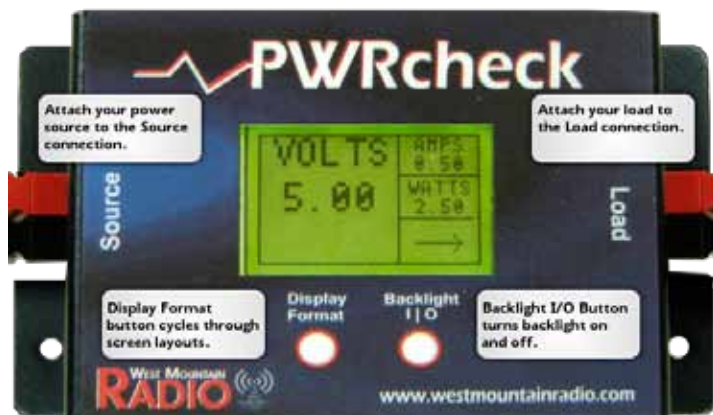 PWRcheck
Attach your power
source to the Source
connection.
Attach your load to
the Load connection.
VOLTS
5.00
AMPS
0.50
WATTS
2.50
Source
Load
Display Format
button cycles through
screen layouts.
Display
Format
Backlight
I | O
Backlight I/O Button
turns backlight on
and off.
WEST MOUNTAIN
RADIO
www.westmountainradio.com